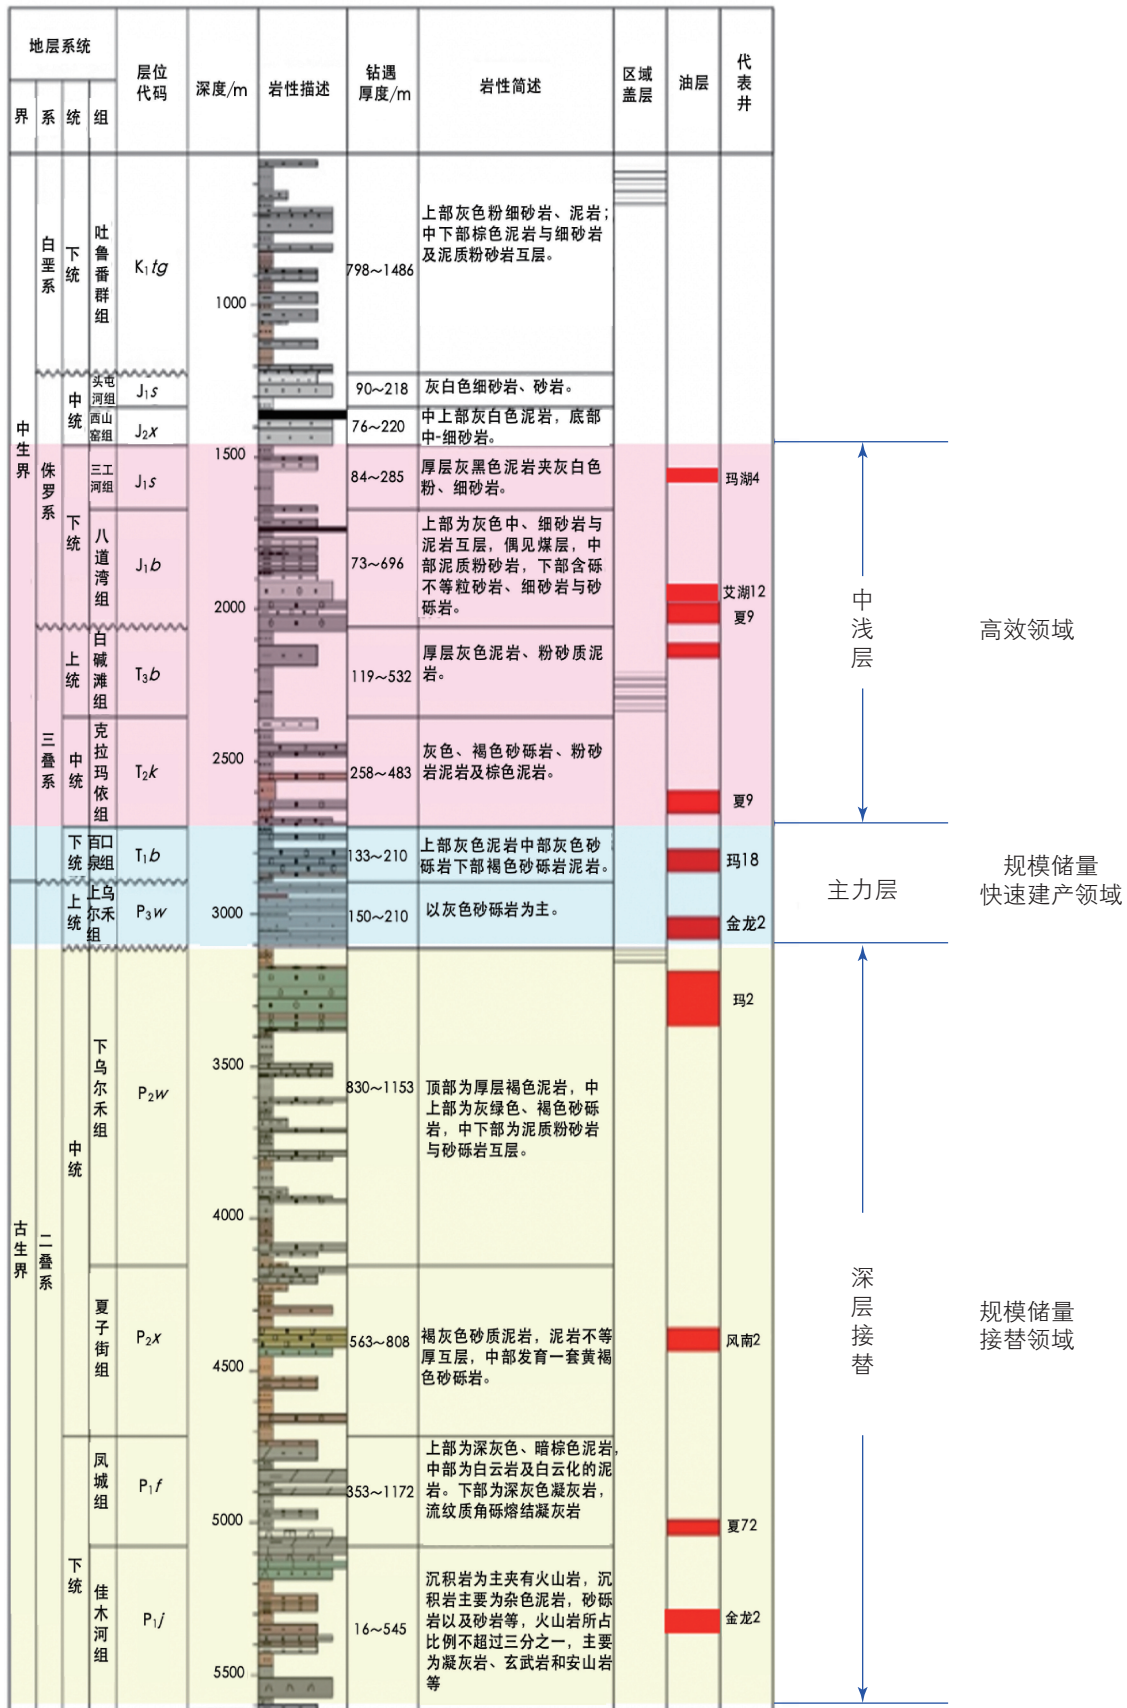 地层系统
界 系 统 组
层位
代码
深度/m
岩性描述
钻遇
厚度/m
岩性简述
区域
盖层
油层
代表井
中生界
白垩系
下统
吐鲁番群组
K₁tg
798～1486
上部灰色粉细砂岩、泥岩；
中下部棕色泥岩与细砂岩
及泥质粉砂岩互层。
1000
侏罗系
中统
头屯
河组
J₁s
90～218
灰白色细砂岩、砂岩。
西山
窑组
J₂x
76～220
中上部灰白色泥岩，底部
中-细砂岩。
1500
下统
三工
河组
J₁s
84～285
厚层灰黑色泥岩夹灰白色
粉、细砂岩。
玛湖4
八道湾组
J₁b
73～696
上部为灰色中、细砂岩与
泥岩互层，偶见煤层，中
部泥质粉砂岩，下部含砾
不等粒砂岩、细砂岩与砂
砾岩。
艾湖12
夏9
2000
三叠系
上统
白碱滩组
T₃b
119～532
厚层灰色泥岩、粉砂质泥
岩。
中统
克拉玛依组
T₂k
2500
258～483
灰色、褐色砂砾岩、粉砂
岩泥岩及棕色泥岩。
夏9
中浅层
高效领域
下统
百口
泉组
T₁b
133～210
上部灰色泥岩中部灰色砂
砾岩下部褐色砂砾岩泥岩。
玛18
古生界
二叠系
上统
上乌
尔禾
组
P₃w
3000
150～210
以灰色砂砾岩为主。
金龙2
主力层
规模储量
快速建产领域
中统
下乌尔禾组
P₂w
3500
4000
830～1153
顶部为厚层褐色泥岩，中
上部为灰绿色、褐色砂砾
岩，中下部为泥质粉砂岩
与砂砾岩互层。
玛2
夏子街组
P₂x
4500
563～808
褐灰色砂质泥岩，泥岩不等
厚互层，中部发育一套黄褐
色砂砾岩。
风南2
深层接替
规模储量
接替领域
下统
风城组
P₁f
5000
353～1172
上部为深灰色、暗棕色泥岩，
中部为白云岩及白云化的泥
岩。下部为深灰色凝灰岩，
流纹质角砾熔结凝灰岩
夏72
佳木河组
P₁j
5500
16～545
沉积岩为主夹有火山岩，沉
积岩主要为杂色泥岩，砂砾
岩以及砂岩等，火山岩所占
比例不超过三分之一，主要
为凝灰岩、玄武岩和安山岩
等
金龙2